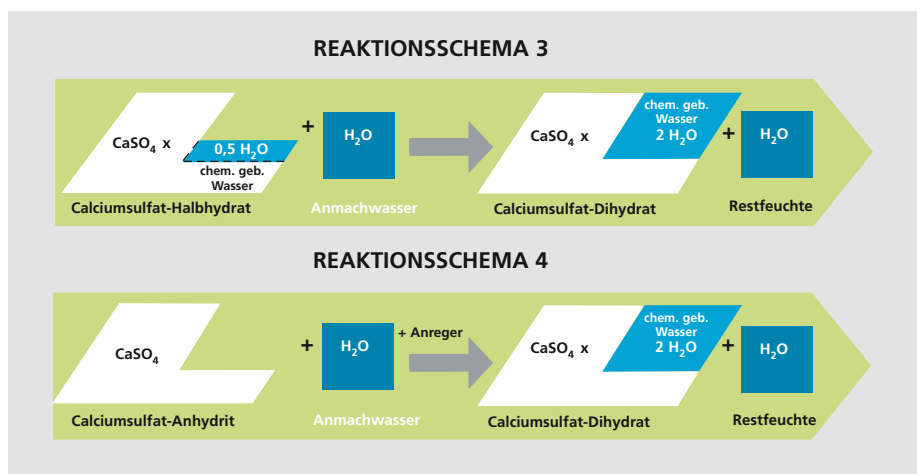 REAKTIONSSCHEMA 3
CaSO₄ x
0,5 H₂O
chem. geb.
Wasser
+
H₂O
CaSO₄ x
chem. geb.
Wasser
2 H₂O
+
H₂O
Calciumsulfat-Halbhydrat
Anmachwasser
Calciumsulfat-Dihydrat
Restfeuchte
REAKTIONSSCHEMA 4
CaSO₄
+
H₂O
+ Anreger
CaSO₄ x
chem. geb.
Wasser
2 H₂O
+
H₂O
Calciumsulfat-Anhydrit
Anmachwasser
Calciumsulfat-Dihydrat
Restfeuchte